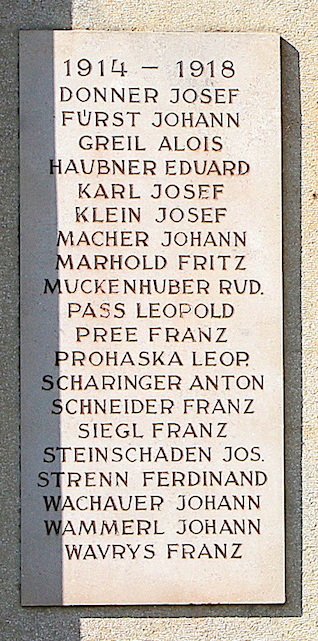 1914 – 1918
DONNER JOSEF
FÜRST JOHANN
GREIL ALOIS
HAUBNER EDUARD
KARL JOSEF
KLEIN JOSEF
MACHER JOHANN
MARHOLD FRITZ
MUCKENHUBER RUD.
PASS LEOPOLD
PREE FRANZ
PROHASKA LEOP.
SCHARINGER ANTON
SCHNEIDER FRANZ
SIEGL FRANZ
STEINSCHADEN JOS.
STRENN FERDINAND
WACHAUER JOHANN
WAMMERL JOHANN
WAVRYS FRANZ